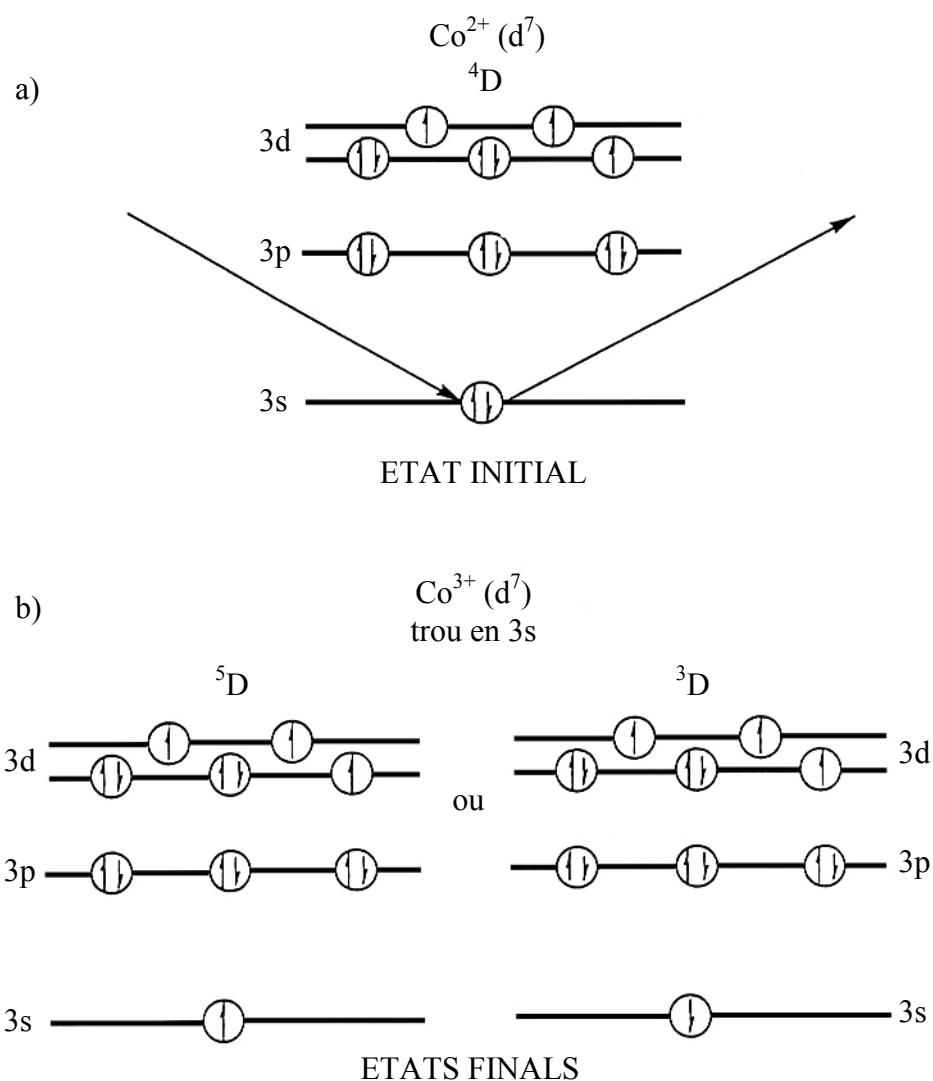 Co²⁺ (d⁷)
a)
⁴D
3d
3p
3s
ETAT INITIAL
b)
Co³⁺ (d⁷)
trou en 3s
⁵D
³D
3d
3d
ou
3p
3p
3s
3s
ETATS FINALS